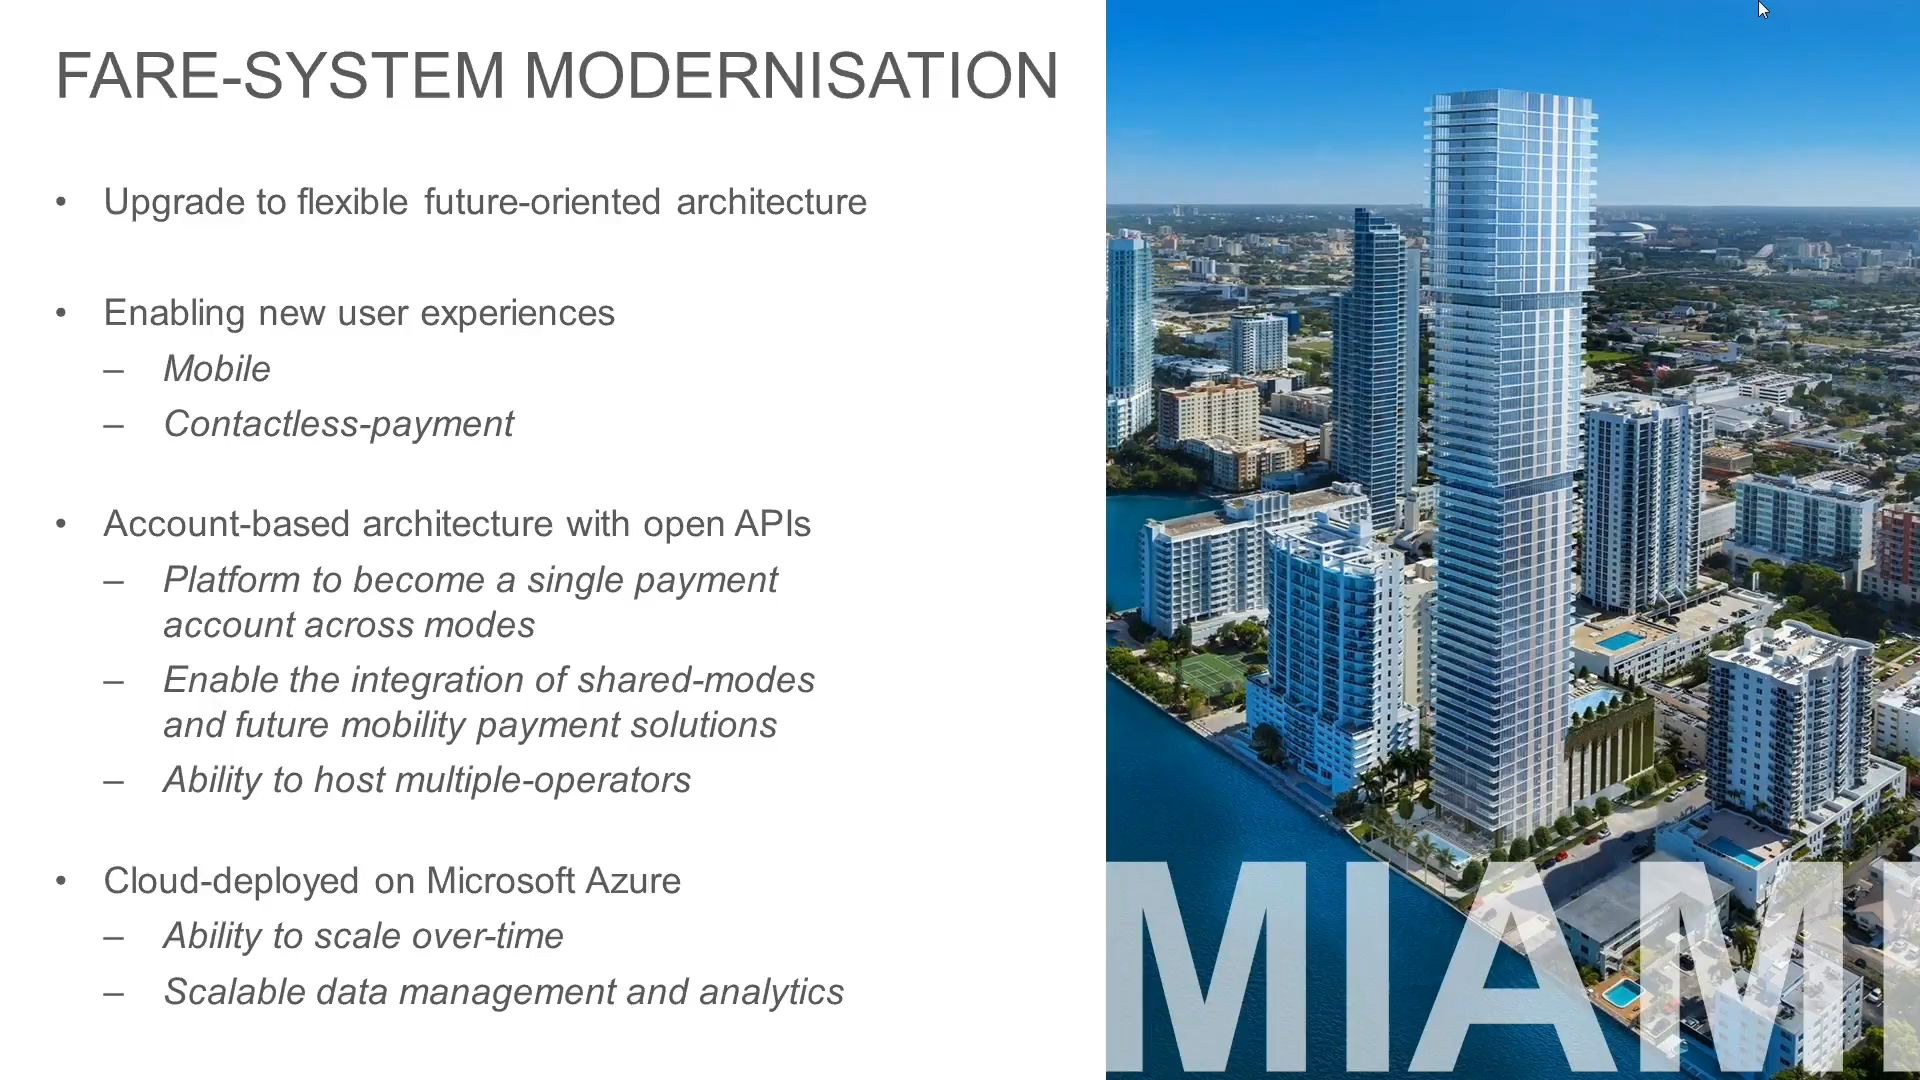 FARE-SYSTEM MODERNISATION
• Upgrade to flexible future-oriented architecture
• Enabling new user experiences
– Mobile
– Contactless-payment
• Account-based architecture with open APIs
– Platform to become a single payment
account across modes
– Enable the integration of shared-modes
and future mobility payment solutions
– Ability to host multiple-operators
• Cloud-deployed on Microsoft Azure
– Ability to scale over-time
– Scalable data management and analytics
MIAMI